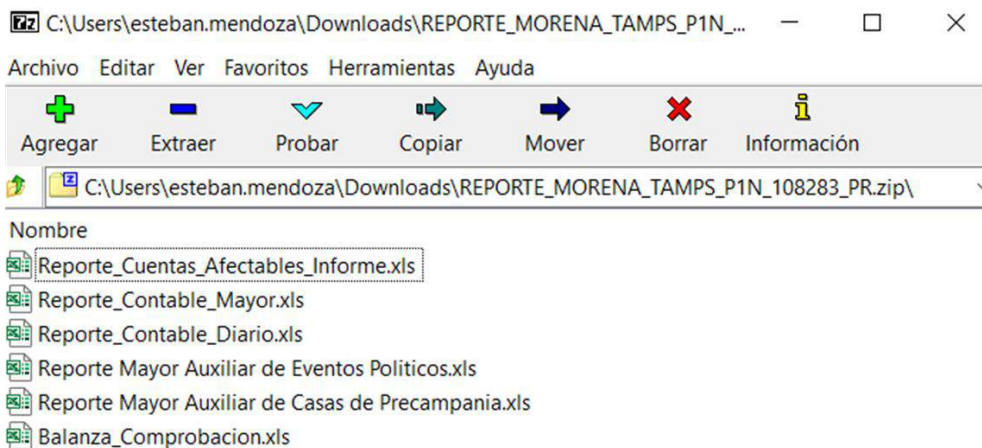 C:\Users\esteban.mendoza\Downloads\REPORTE_MORENA_TAMPS_P1N_...
Archivo Editar Ver Favoritos Herramientas Ayuda
Agregar Extraer Probar Copiar Mover Borrar Información
C:\Users\esteban.mendoza\Downloads\REPORTE_MORENA_TAMPS_P1N_108283_PR.zip\
Nombre
Reporte_Cuentas_Afectables_Informe.xls
Reporte_Contable_Mayor.xls
Reporte_Contable_Diario.xls
Reporte Mayor Auxiliar de Eventos Politicos.xls
Reporte Mayor Auxiliar de Casas de Precampania.xls
Balanza_Comprobacion.xls